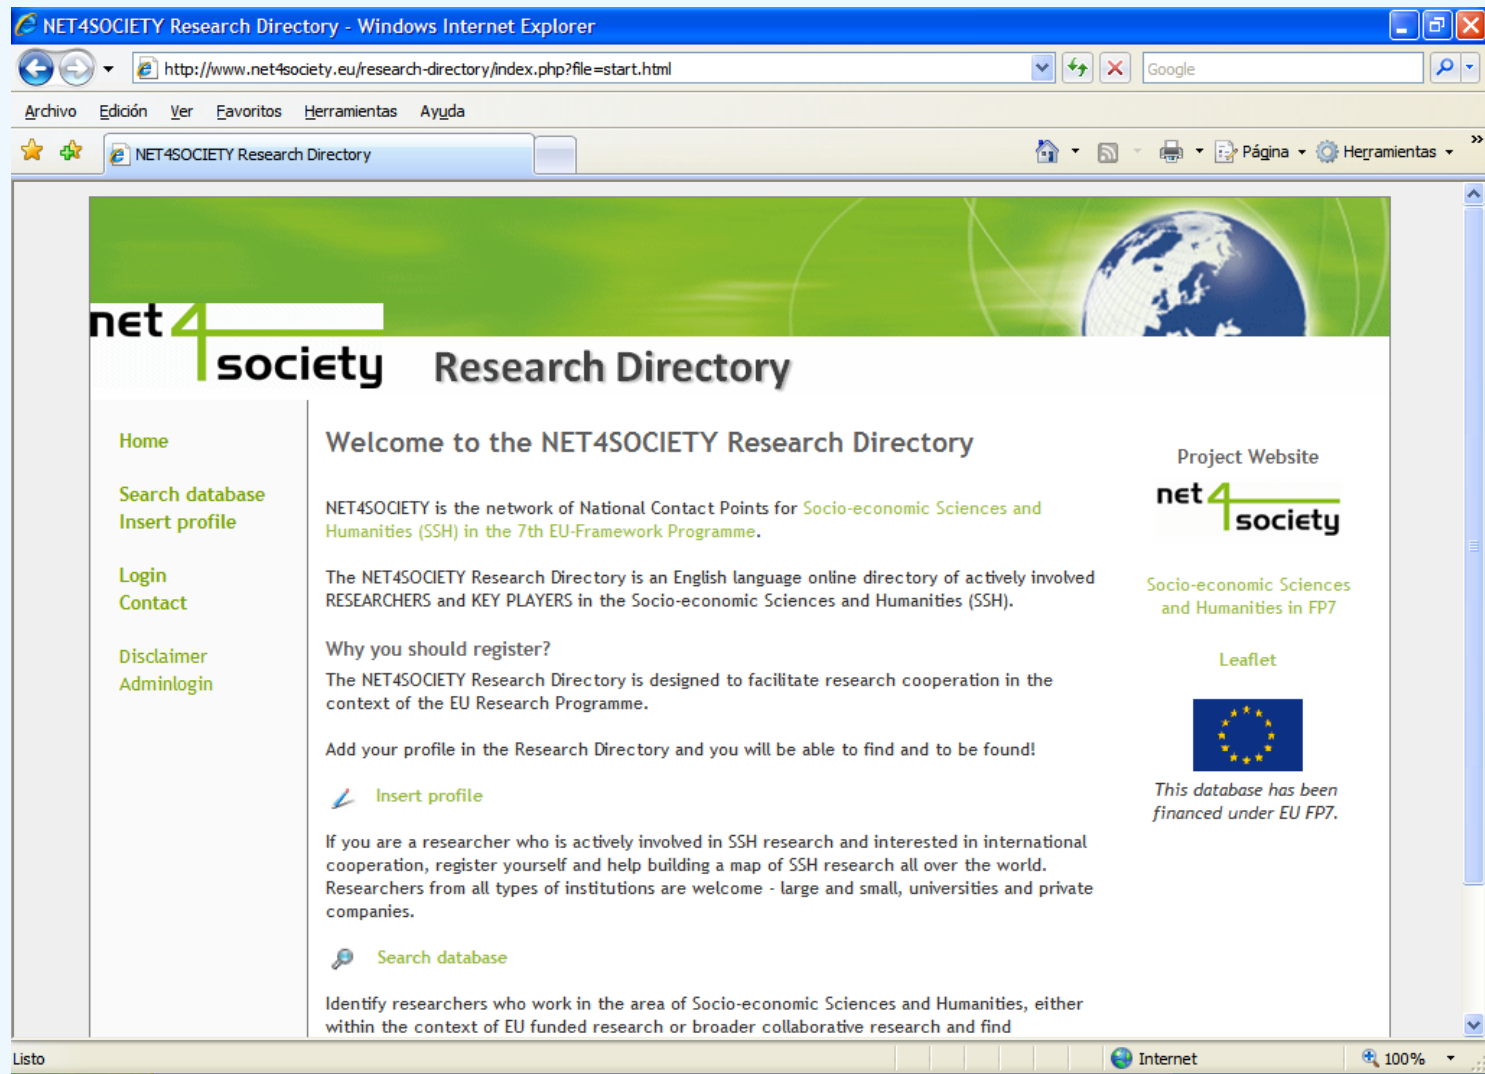 NET4SOCIETY Research Directory - Windows Internet Explorer
http://www.net4society.eu/research-directory/index.php?file=start.html
Google
Archivo Edición Ver Favoritos Herramientas Ayuda
NET4SOCIETY Research Directory
Página Herramientas »
net4society
Research Directory
Home
Search database
Insert profile
Login
Contact
Disclaimer
Adminlogin
Welcome to the NET4SOCIETY Research Directory
NET4SOCIETY is the network of National Contact Points for Socio-economic Sciences and
Humanities (SSH) in the 7th EU-Framework Programme.
The NET4SOCIETY Research Directory is an English language online directory of actively involved
RESEARCHERS and KEY PLAYERS in the Socio-economic Sciences and Humanities (SSH).
Why you should register?
The NET4SOCIETY Research Directory is designed to facilitate research cooperation in the
context of the EU Research Programme.
Add your profile in the Research Directory and you will be able to find and to be found!
Insert profile
If you are a researcher who is actively involved in SSH research and interested in international
cooperation, register yourself and help building a map of SSH research all over the world.
Researchers from all types of institutions are welcome - large and small, universities and private
companies.
Search database
Identify researchers who work in the area of Socio-economic Sciences and Humanities, either
within the context of EU funded research or broader collaborative research and find
Project Website
net4society
Socio-economic Sciences
and Humanities in FP7
Leaflet
This database has been
financed under EU FP7.
Listo
Internet
100%